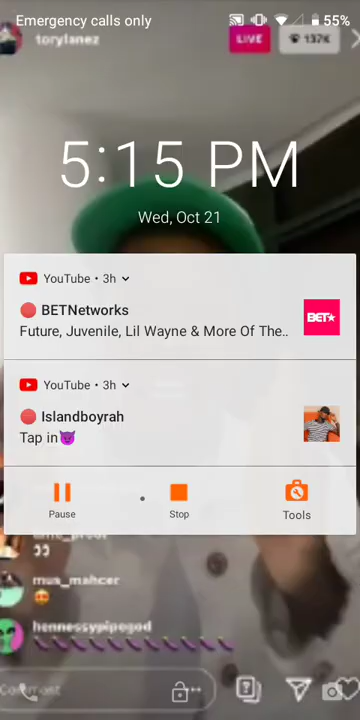 Emergency calls only
55%
torylanez
LIVE
137K
5:15 PM
Wed, Oct 21
YouTube • 3h
🔴 BETNetworks
Future, Juvenile, Lil Wayne & More Of The..
BET★
YouTube • 3h
🔴 Islandboyrah
Tap in😈
Pause
Stop
Tools
👀
mus_mahcer
😍
hennessypipegod
🍆🍆🍆🍆🍆🍆🍆🍆🍆
Comment